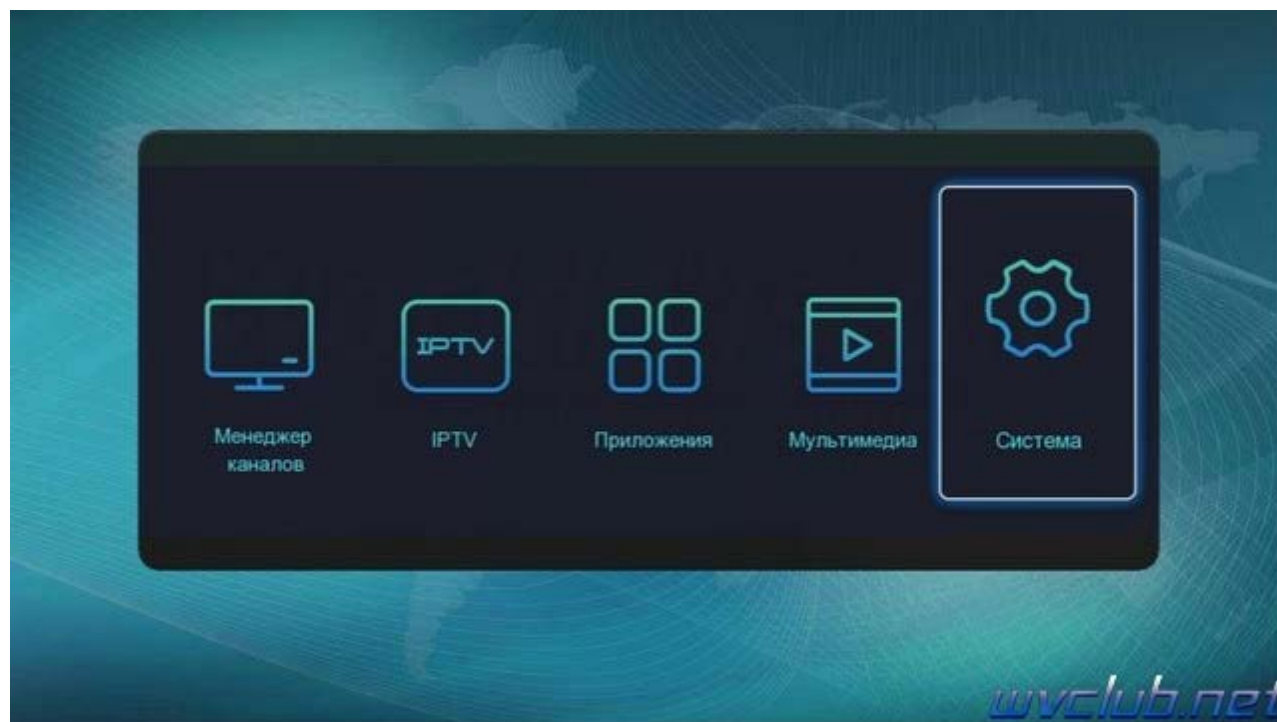 IPTV
Менеджер
каналов
IPTV
Приложения
Мультимедиа
Система
wvclub.net